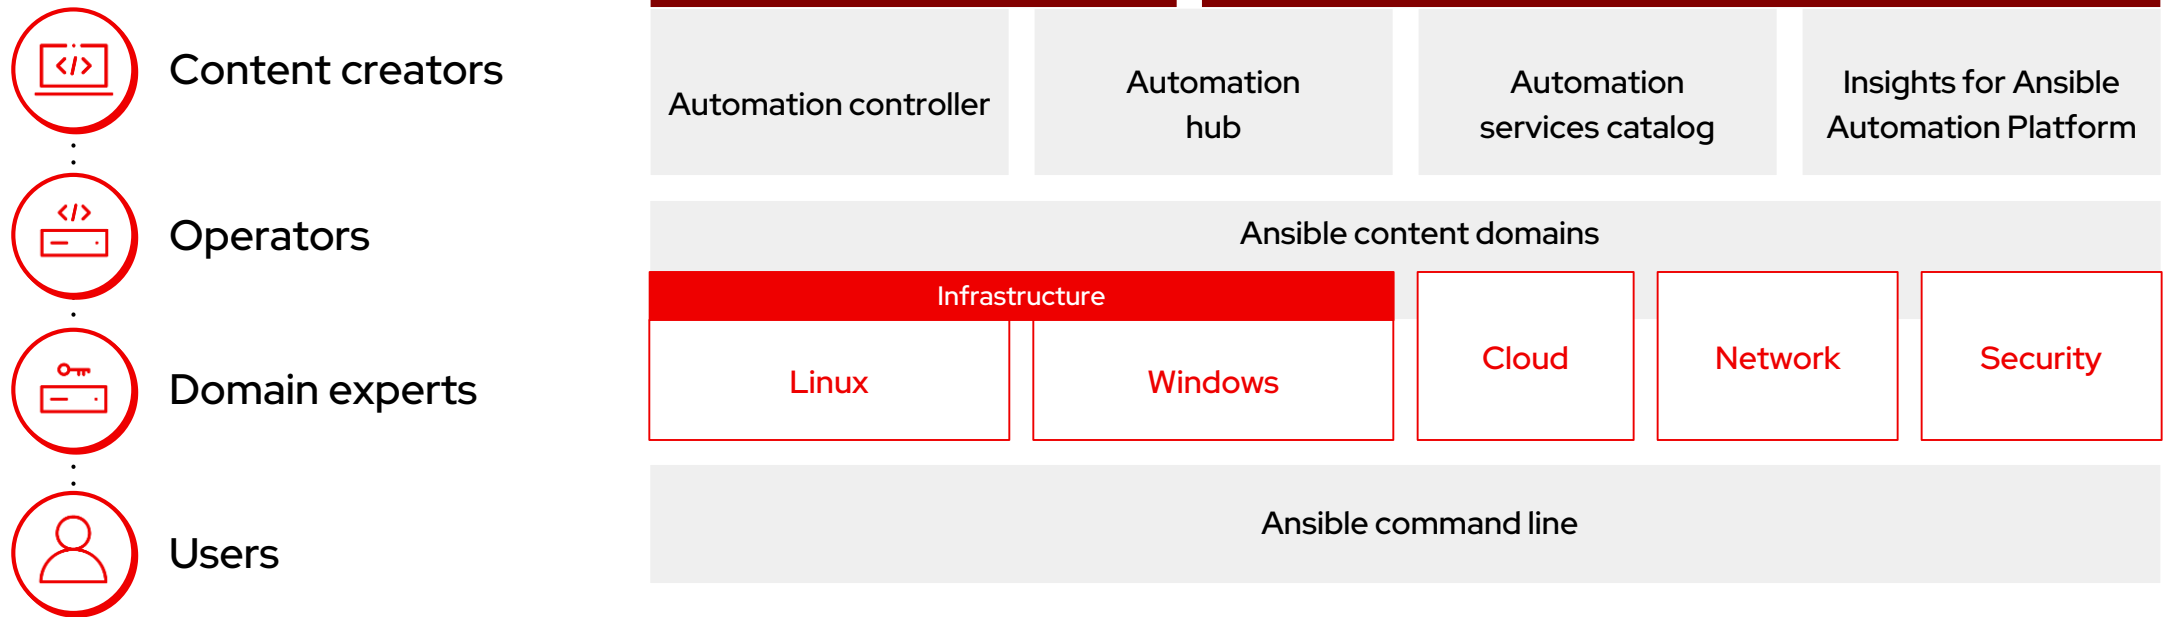 Content creators
Operators
Domain experts
Users
Automation controller
Automation
hub
Automation
services catalog
Insights for Ansible
Automation Platform
Ansible content domains
Infrastructure
Linux
Windows
Cloud
Network
Security
Ansible command line